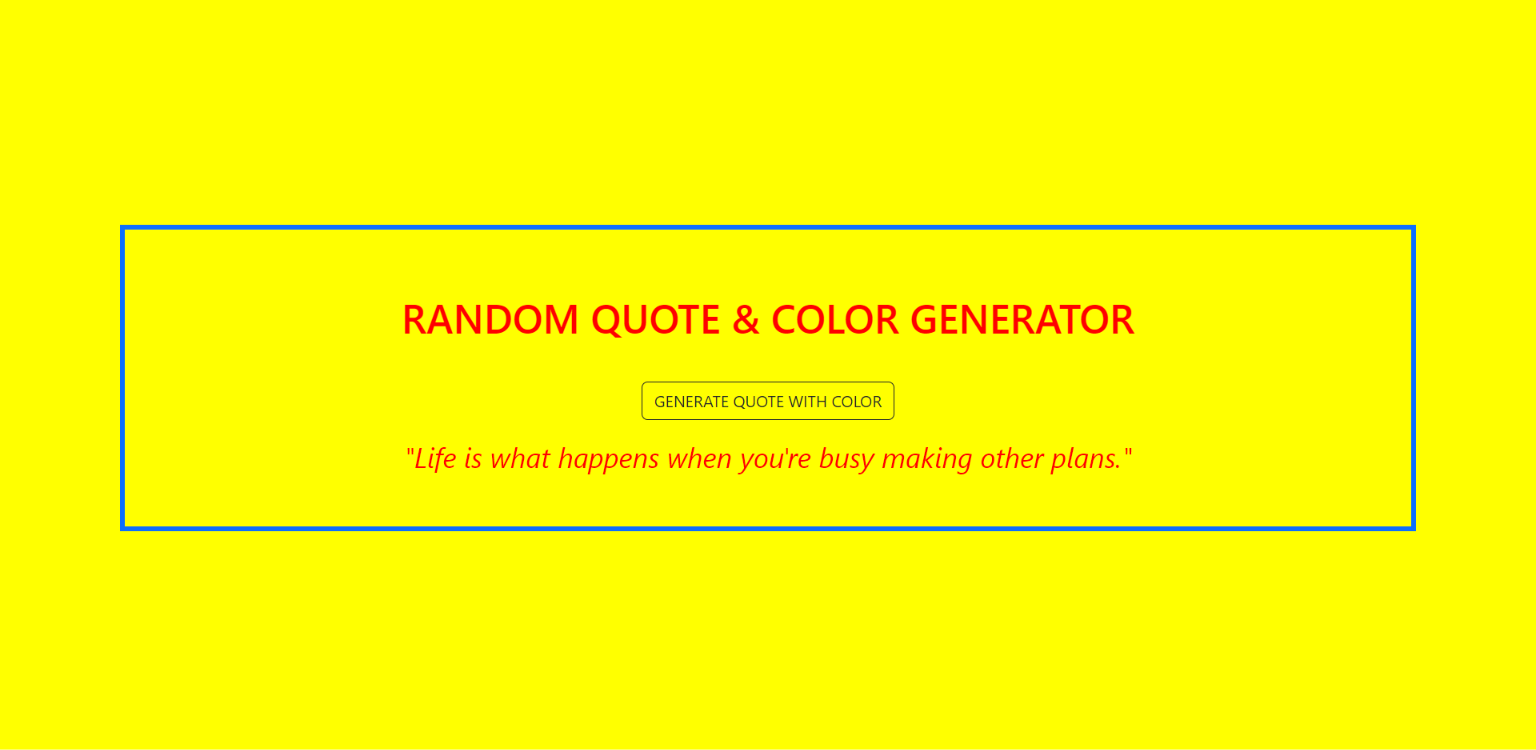 RANDOM QUOTE & COLOR GENERATOR
GENERATE QUOTE WITH COLOR
"Life is what happens when you're busy making other plans."